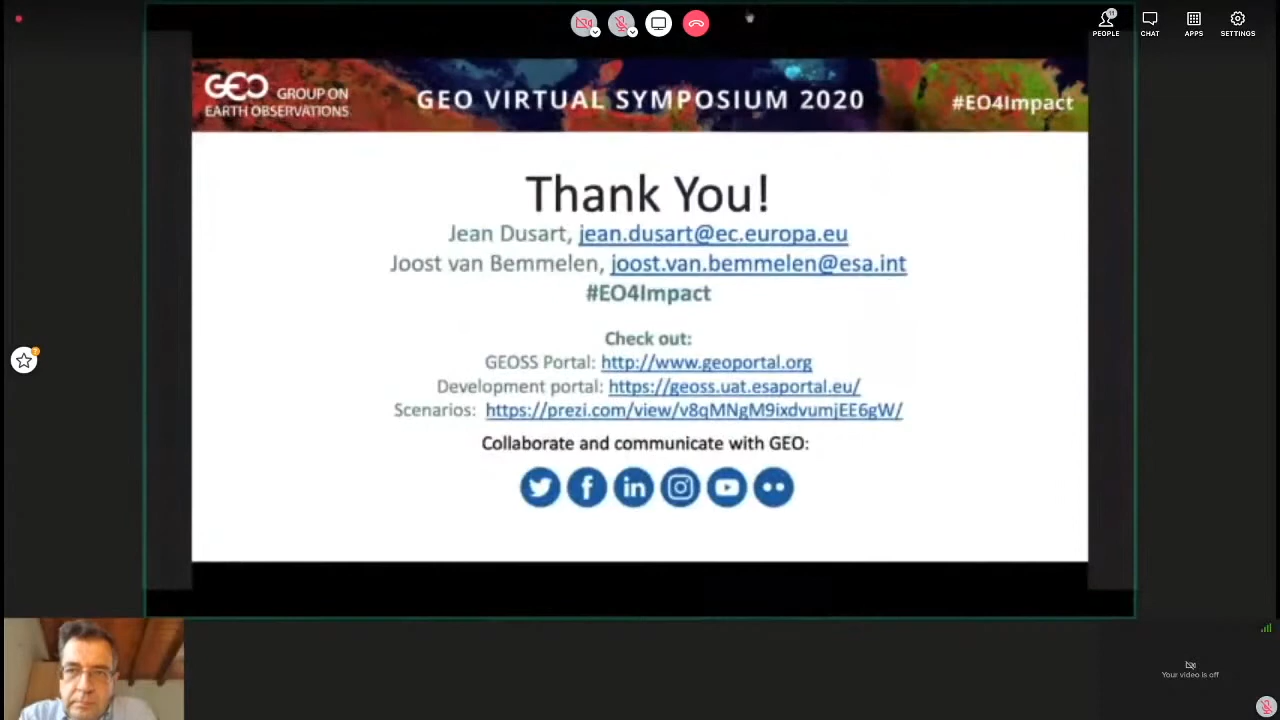 11
PEOPLE
CHAT
APPS
SETTINGS
GEO GROUP ON
EARTH OBSERVATIONS
GEO VIRTUAL SYMPOSIUM 2020
#EO4Impact
Thank You!
Jean Dusart, jean.dusart@ec.europa.eu
Joost van Bemmelen, joost.van.bemmelen@esa.int
#EO4Impact
Check out:
GEOSS Portal: http://www.geoportal.org
Development portal: https://geoss.uat.esaportal.eu/
Scenarios: https://prezi.com/view/v8qMNgM9ixdvumjEE6gW/
Collaborate and communicate with GEO:
Your video is off